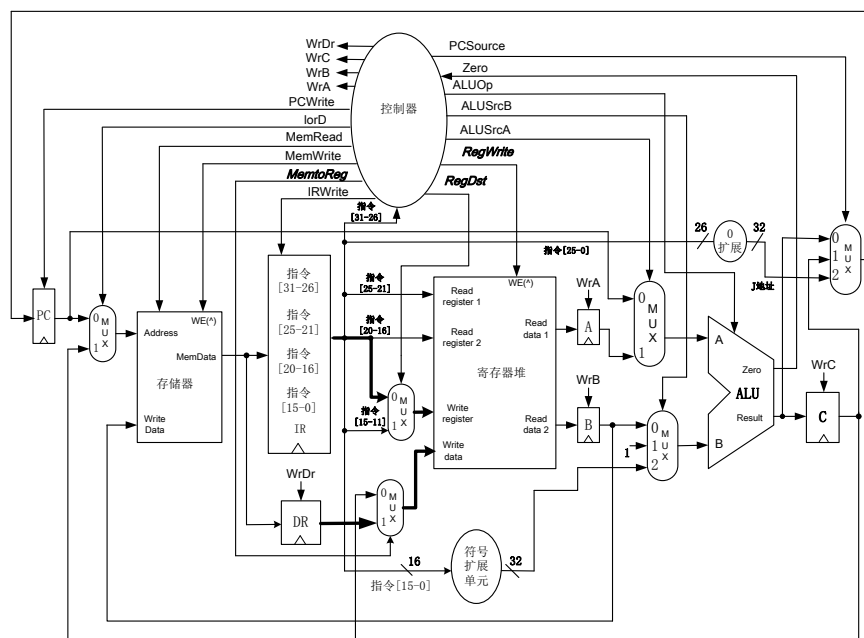 WrDr
WrC
WrB
WrA
PCWrite
IorD
MemRead
MemWrite
MemtoReg
IRWrite
控制器
PCSource
Zero
ALUOp
ALUSrcB
ALUSrcA
RegWrite
RegDst
指令
[31-26]
26
0
扩展
32
指令[25-0]
J地址
0
1
2
M
U
X
PC
0
1
M
U
X
WE(^)
Address
MemData
存储器
Write
Data
指令
[31-26]
指令
[25-21]
指令
[20-16]
指令
[15-0]
IR
指令
[25-21]
指令
[20-16]
指令
[15-11]
0
1
M
U
X
WE(^)
Read
register 1
Read
register 2
Read
data 1
寄存器堆
Write
register
Read
data 2
Write
data
WrA
A
WrB
B
0
1
M
U
X
0
1
2
M
U
X
1
A
B
Zero
ALU
Result
WrC
C
WrDr
DR
0
1
M
U
X
16
指令[15-0]
符号
扩展
单元
32